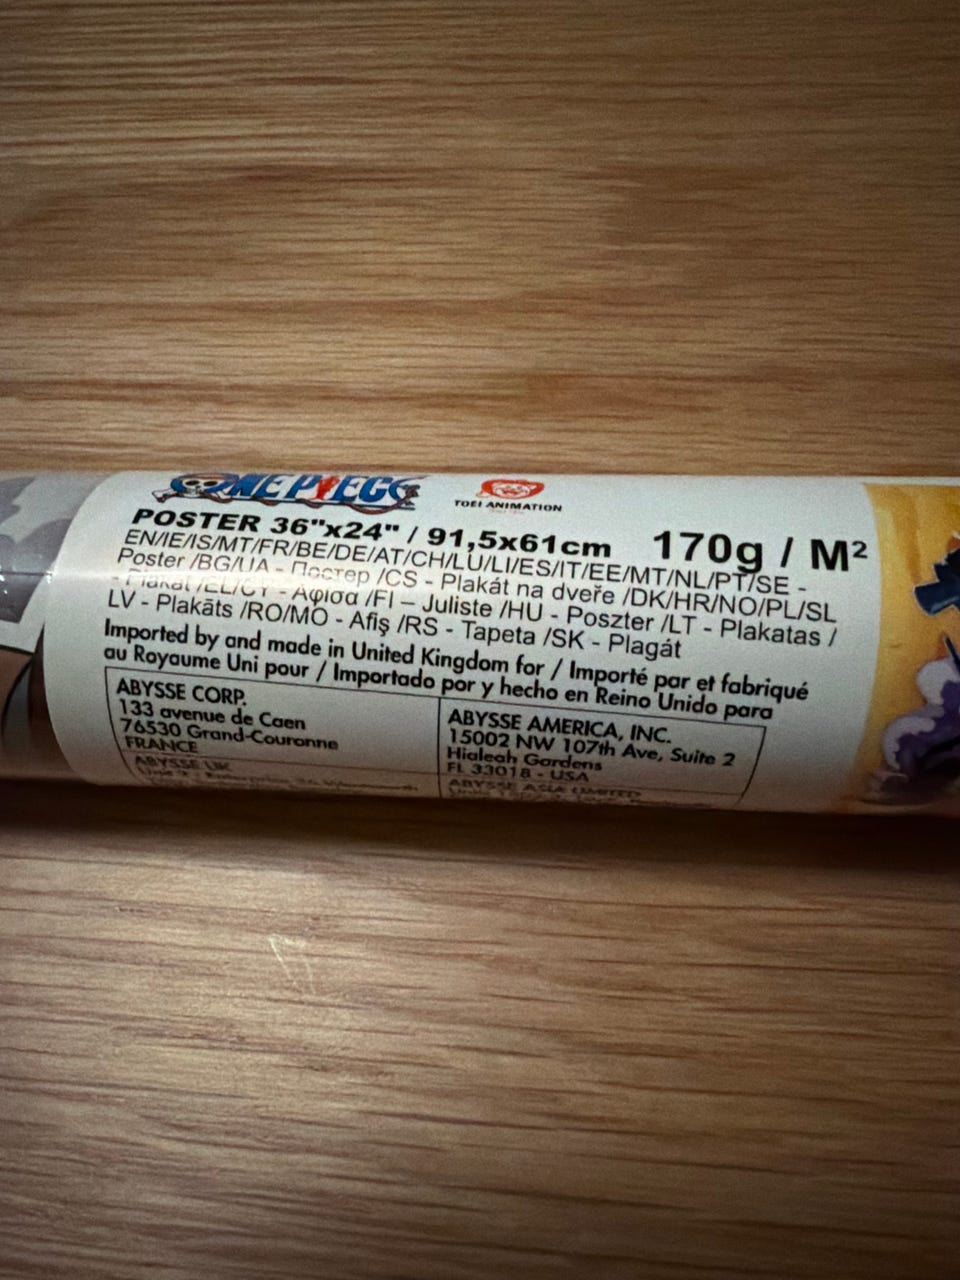 ONE PIECE
TOEI ANIMATION
POSTER 36"x24" / 91,5x61cm 170g / M²
EN/IE/IS/MT/FR/BE/DE/AT/CH/LU/LI/ES/IT/EE/MT/NL/PT/SE -
Poster /BG/UA - Постер /CS - Plakát na dveře /DK/HR/NO/PL/SL
- Plakat /EL/CY - Αφίσα /FI – Juliste /HU - Poszter /LT - Plakatas /
LV - Plakāts /RO/MO - Afiş /RS - Tapeta /SK - Plagát
Imported by and made in United Kingdom for / Importé par et fabriqué
au Royaume Uni pour / Importado por y hecho en Reino Unido para
ABYSSE CORP.
133 avenue de Caen
76530 Grand-Couronne
FRANCE
ABYSSE UK
ABYSSE AMERICA, INC.
15002 NW 107th Ave, Suite 2
Hialeah Gardens
FL 33018 - USA
ABYSSE ASIA LIMITED